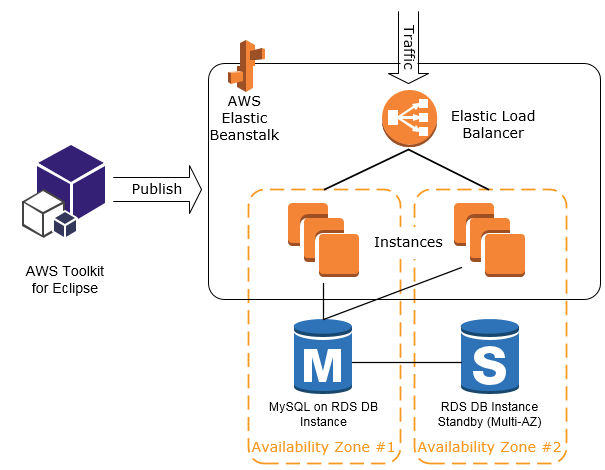 Traffic
AWS
Elastic
Beanstalk
Elastic Load
Balancer
Publish
AWS Toolkit
for Eclipse
Instances
M
S
MySQL on RDS DB
Instance
RDS DB Instance
Standby (Multi-AZ)
Availability Zone #1
Availability Zone #2